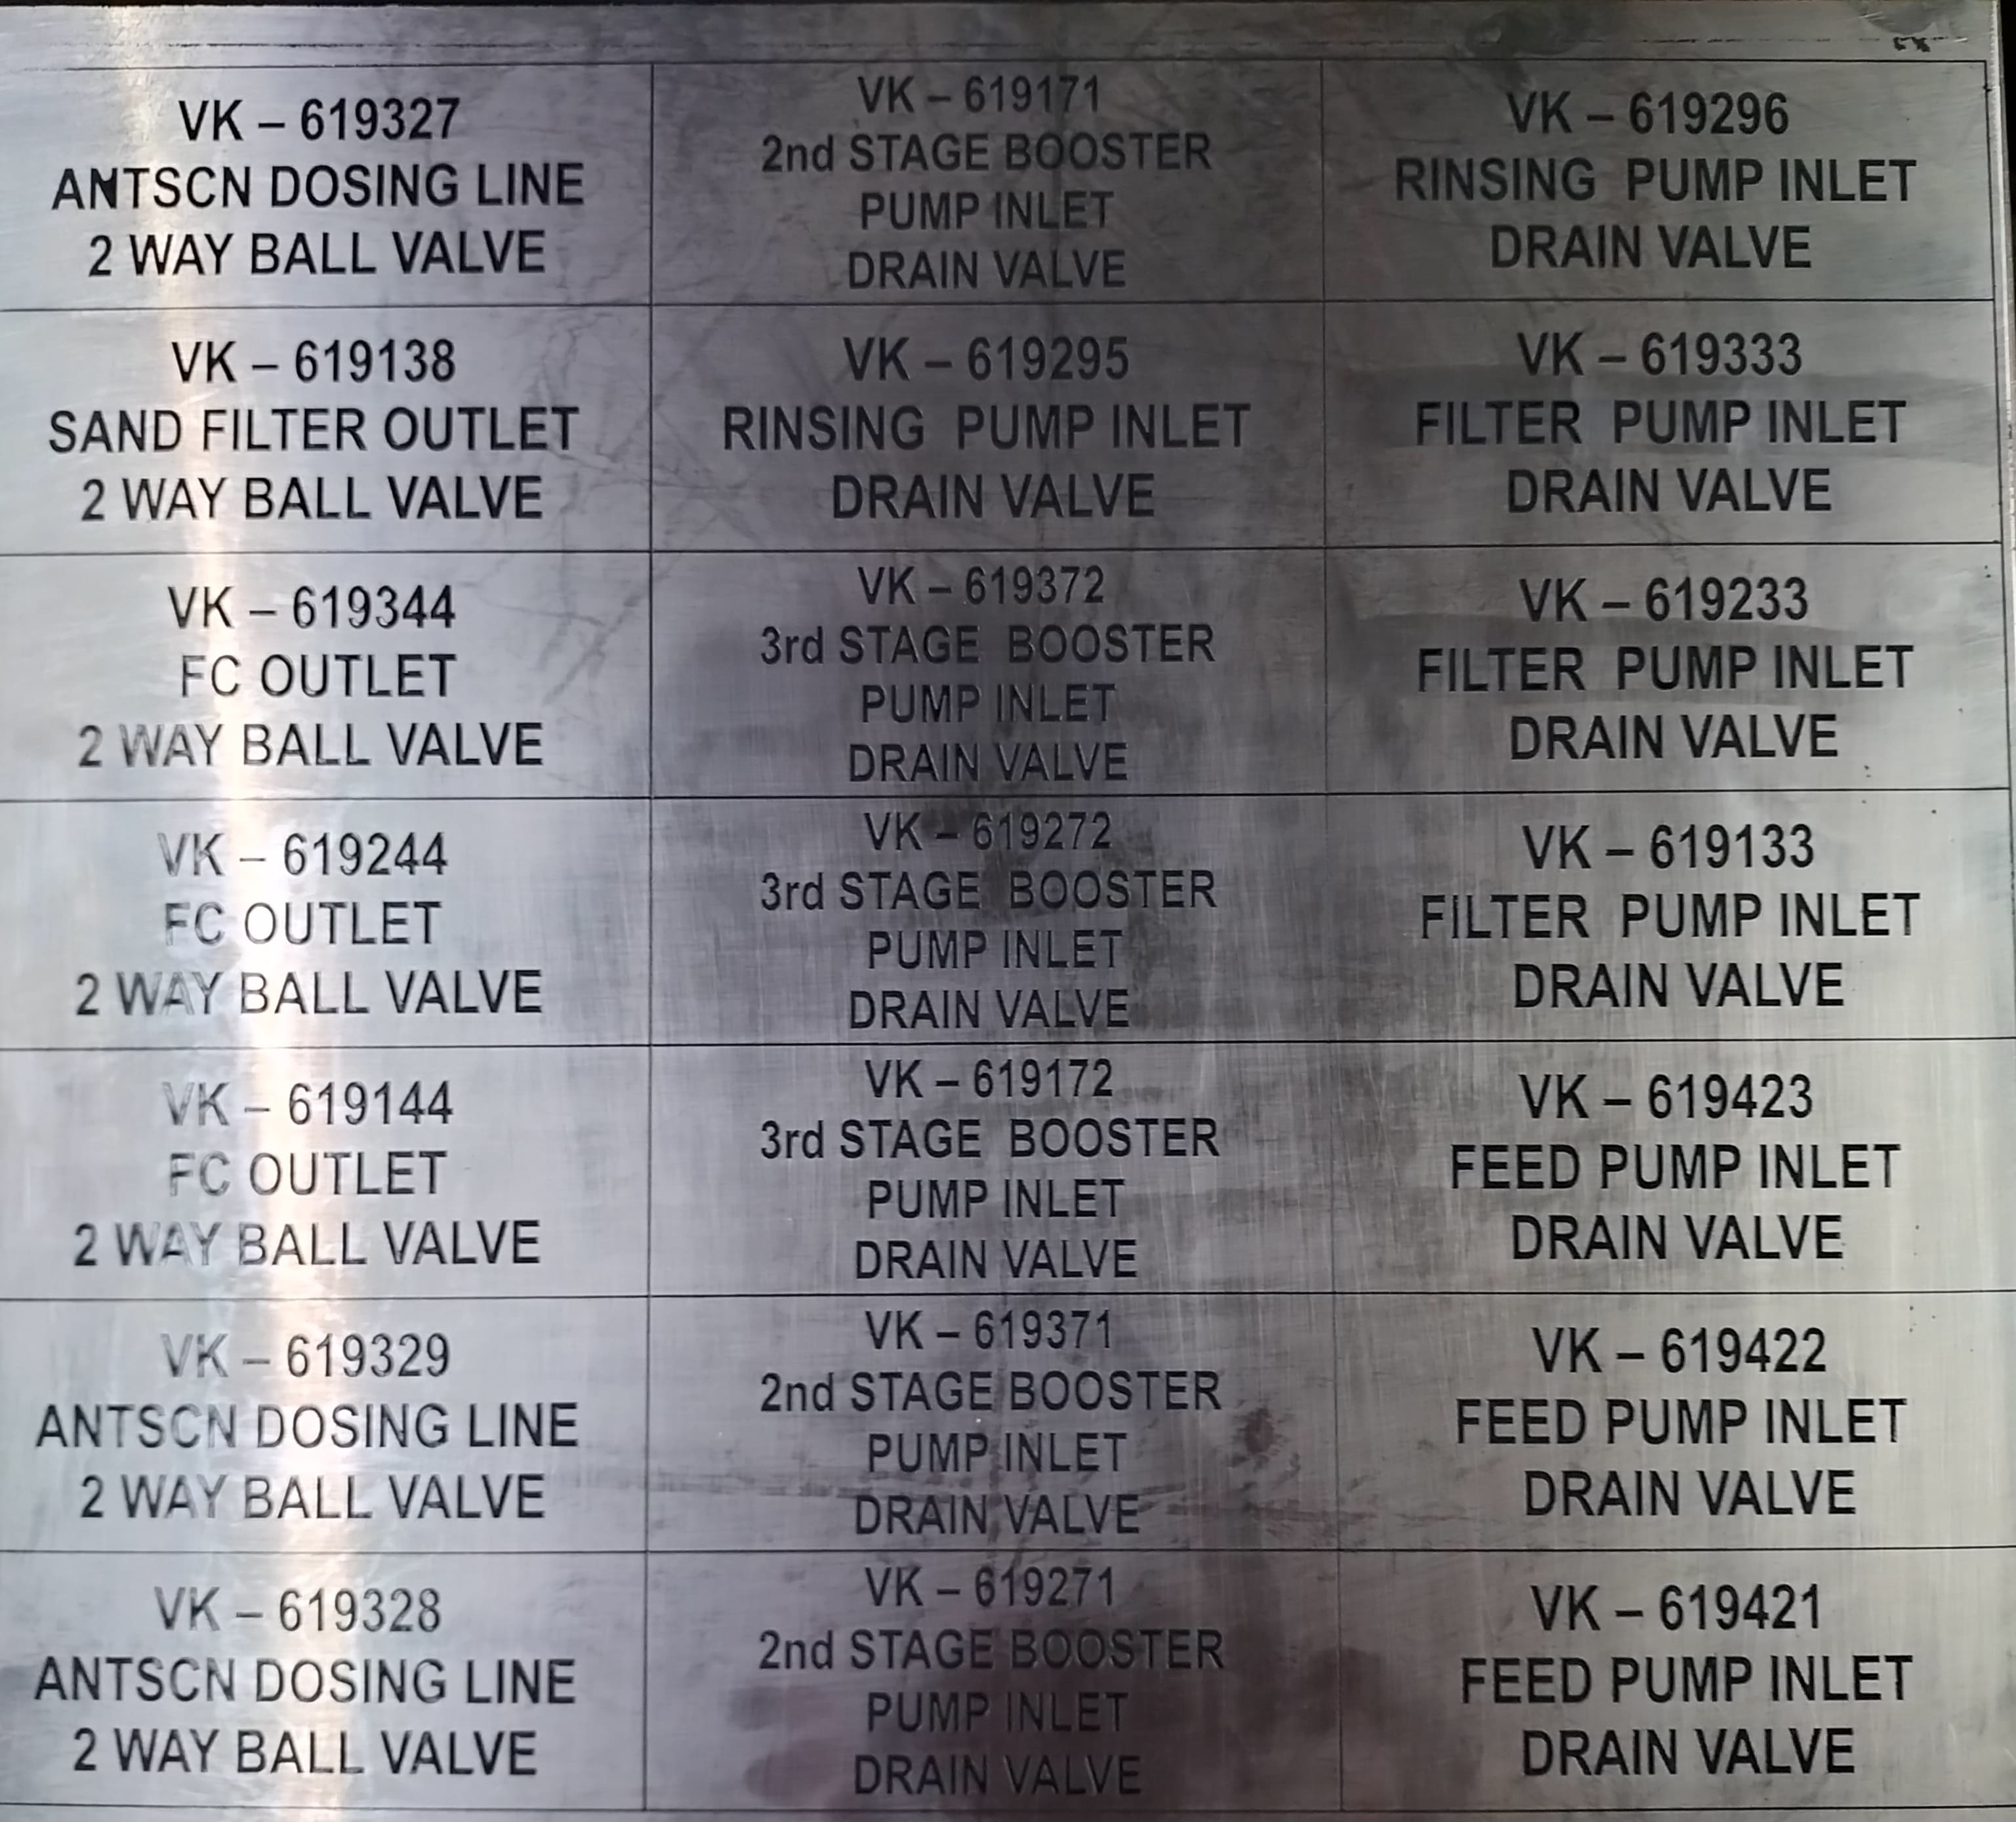 VK – 619327
ANTSCN DOSING LINE
2 WAY BALL VALVE
VK – 619171
2nd STAGE BOOSTER
PUMP INLET
DRAIN VALVE
VK – 619296
RINSING PUMP INLET
DRAIN VALVE
VK – 619138
SAND FILTER OUTLET
2 WAY BALL VALVE
VK – 619295
RINSING PUMP INLET
DRAIN VALVE
VK – 619333
FILTER PUMP INLET
DRAIN VALVE
VK – 619344
FC OUTLET
2 WAY BALL VALVE
VK – 619372
3rd STAGE BOOSTER
PUMP INLET
DRAIN VALVE
VK – 619233
FILTER PUMP INLET
DRAIN VALVE
VK – 619244
FC OUTLET
2 WAY BALL VALVE
VK – 619272
3rd STAGE BOOSTER
PUMP INLET
DRAIN VALVE
VK – 619133
FILTER PUMP INLET
DRAIN VALVE
VK – 619144
FC OUTLET
2 WAY BALL VALVE
VK – 619172
3rd STAGE BOOSTER
PUMP INLET
DRAIN VALVE
VK – 619423
FEED PUMP INLET
DRAIN VALVE
VK – 619329
ANTSCN DOSING LINE
2 WAY BALL VALVE
VK – 619371
2nd STAGE BOOSTER
PUMP INLET
DRAIN VALVE
VK – 619422
FEED PUMP INLET
DRAIN VALVE
VK – 619328
ANTSCN DOSING LINE
2 WAY BALL VALVE
VK – 619271
2nd STAGE BOOSTER
PUMP INLET
DRAIN VALVE
VK – 619421
FEED PUMP INLET
DRAIN VALVE